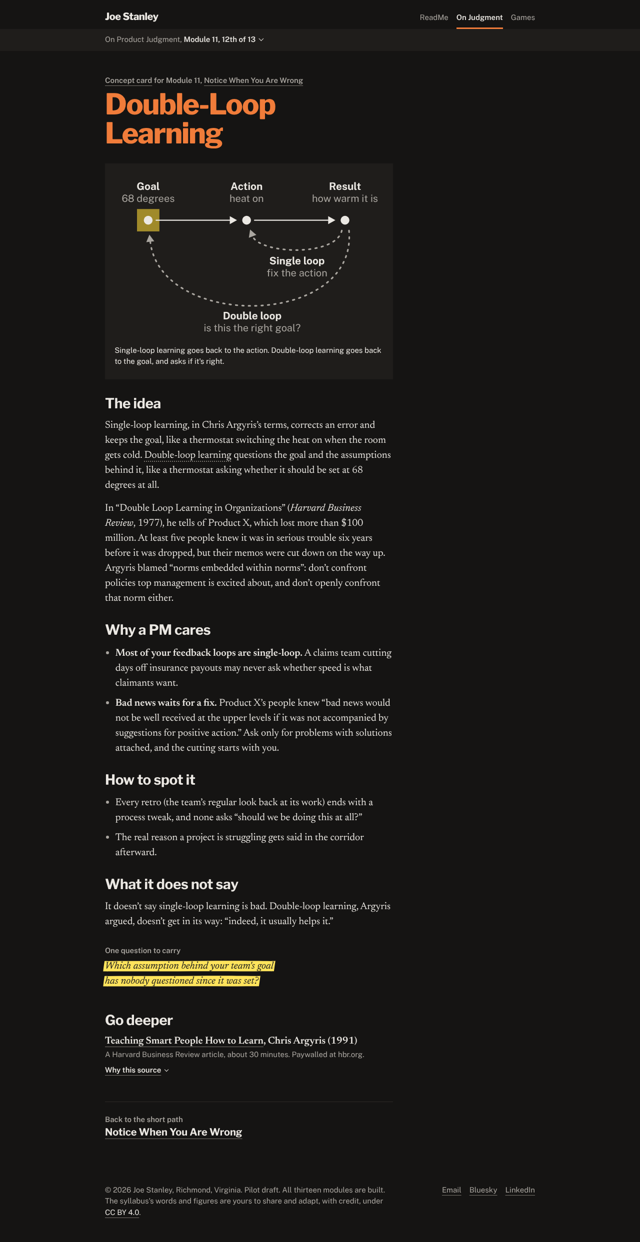 Joe Stanley
ReadMe On Judgment Games
On Product Judgment, Module 11, 12th of 13
Concept card for Module 11, Notice When You Are Wrong
Double-Loop
Learning
Goal Action Result
68 degrees heat on how warm it is
Single loop
fix the action
Double loop
is this the right goal?
Single-loop learning goes back to the action. Double-loop learning goes back
to the goal, and asks if it's right.
The idea
Single-loop learning, in Chris Argyris’s terms, corrects an error and
keeps the goal, like a thermostat switching the heat on when the room
gets cold. Double-loop learning questions the goal and the assumptions
behind it, like a thermostat asking whether it should be set at 68
degrees at all.
In “Double Loop Learning in Organizations” (Harvard Business
Review, 1977), he tells of Product X, which lost more than $100
million. At least five people knew it was in serious trouble six years
before it was dropped, but their memos were cut down on the way up.
Argyris blamed “norms embedded within norms”: don’t confront
policies top management is excited about, and don’t openly confront
that norm either.
Why a PM cares
• Most of your feedback loops are single-loop. A claims team cutting
days off insurance payouts may never ask whether speed is what
claimants want.
• Bad news waits for a fix. Product X’s people knew “bad news would
not be well received at the upper levels if it was not accompanied by
suggestions for positive action.” Ask only for problems with solutions
attached, and the cutting starts with you.
How to spot it
• Every retro (the team’s regular look back at its work) ends with a
process tweak, and none asks “should we be doing this at all?”
• The real reason a project is struggling gets said in the corridor
afterward.
What it does not say
It doesn’t say single-loop learning is bad. Double-loop learning, Argyris
argued, doesn’t get in its way: “indeed, it usually helps it.”
One question to carry
Which assumption behind your team’s goal
has nobody questioned since it was set?
Go deeper
Teaching Smart People How to Learn, Chris Argyris (1991)
A Harvard Business Review article, about 30 minutes. Paywalled at hbr.org.
Why this source
Back to the short path
Notice When You Are Wrong
© 2026 Joe Stanley, Richmond, Virginia. Pilot draft. All thirteen modules are built.
The syllabus's words and figures are yours to share and adapt, with credit, under
CC BY 4.0.
Email Bluesky LinkedIn